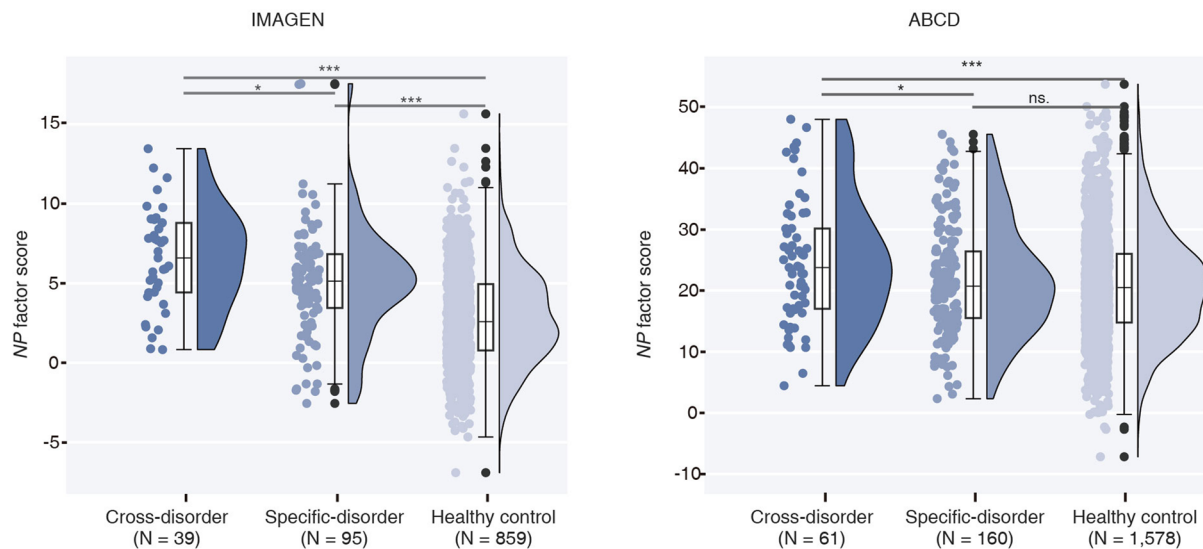 IMAGEN
***
*
***
15
10
5
0
-5
NP factor score
Cross-disorder
(N = 39)
Specific-disorder
(N = 95)
Healthy control
(N = 859)
ABCD
***
*
ns.
50
40
30
20
10
0
-10
NP factor score
Cross-disorder
(N = 61)
Specific-disorder
(N = 160)
Healthy control
(N = 1,578)